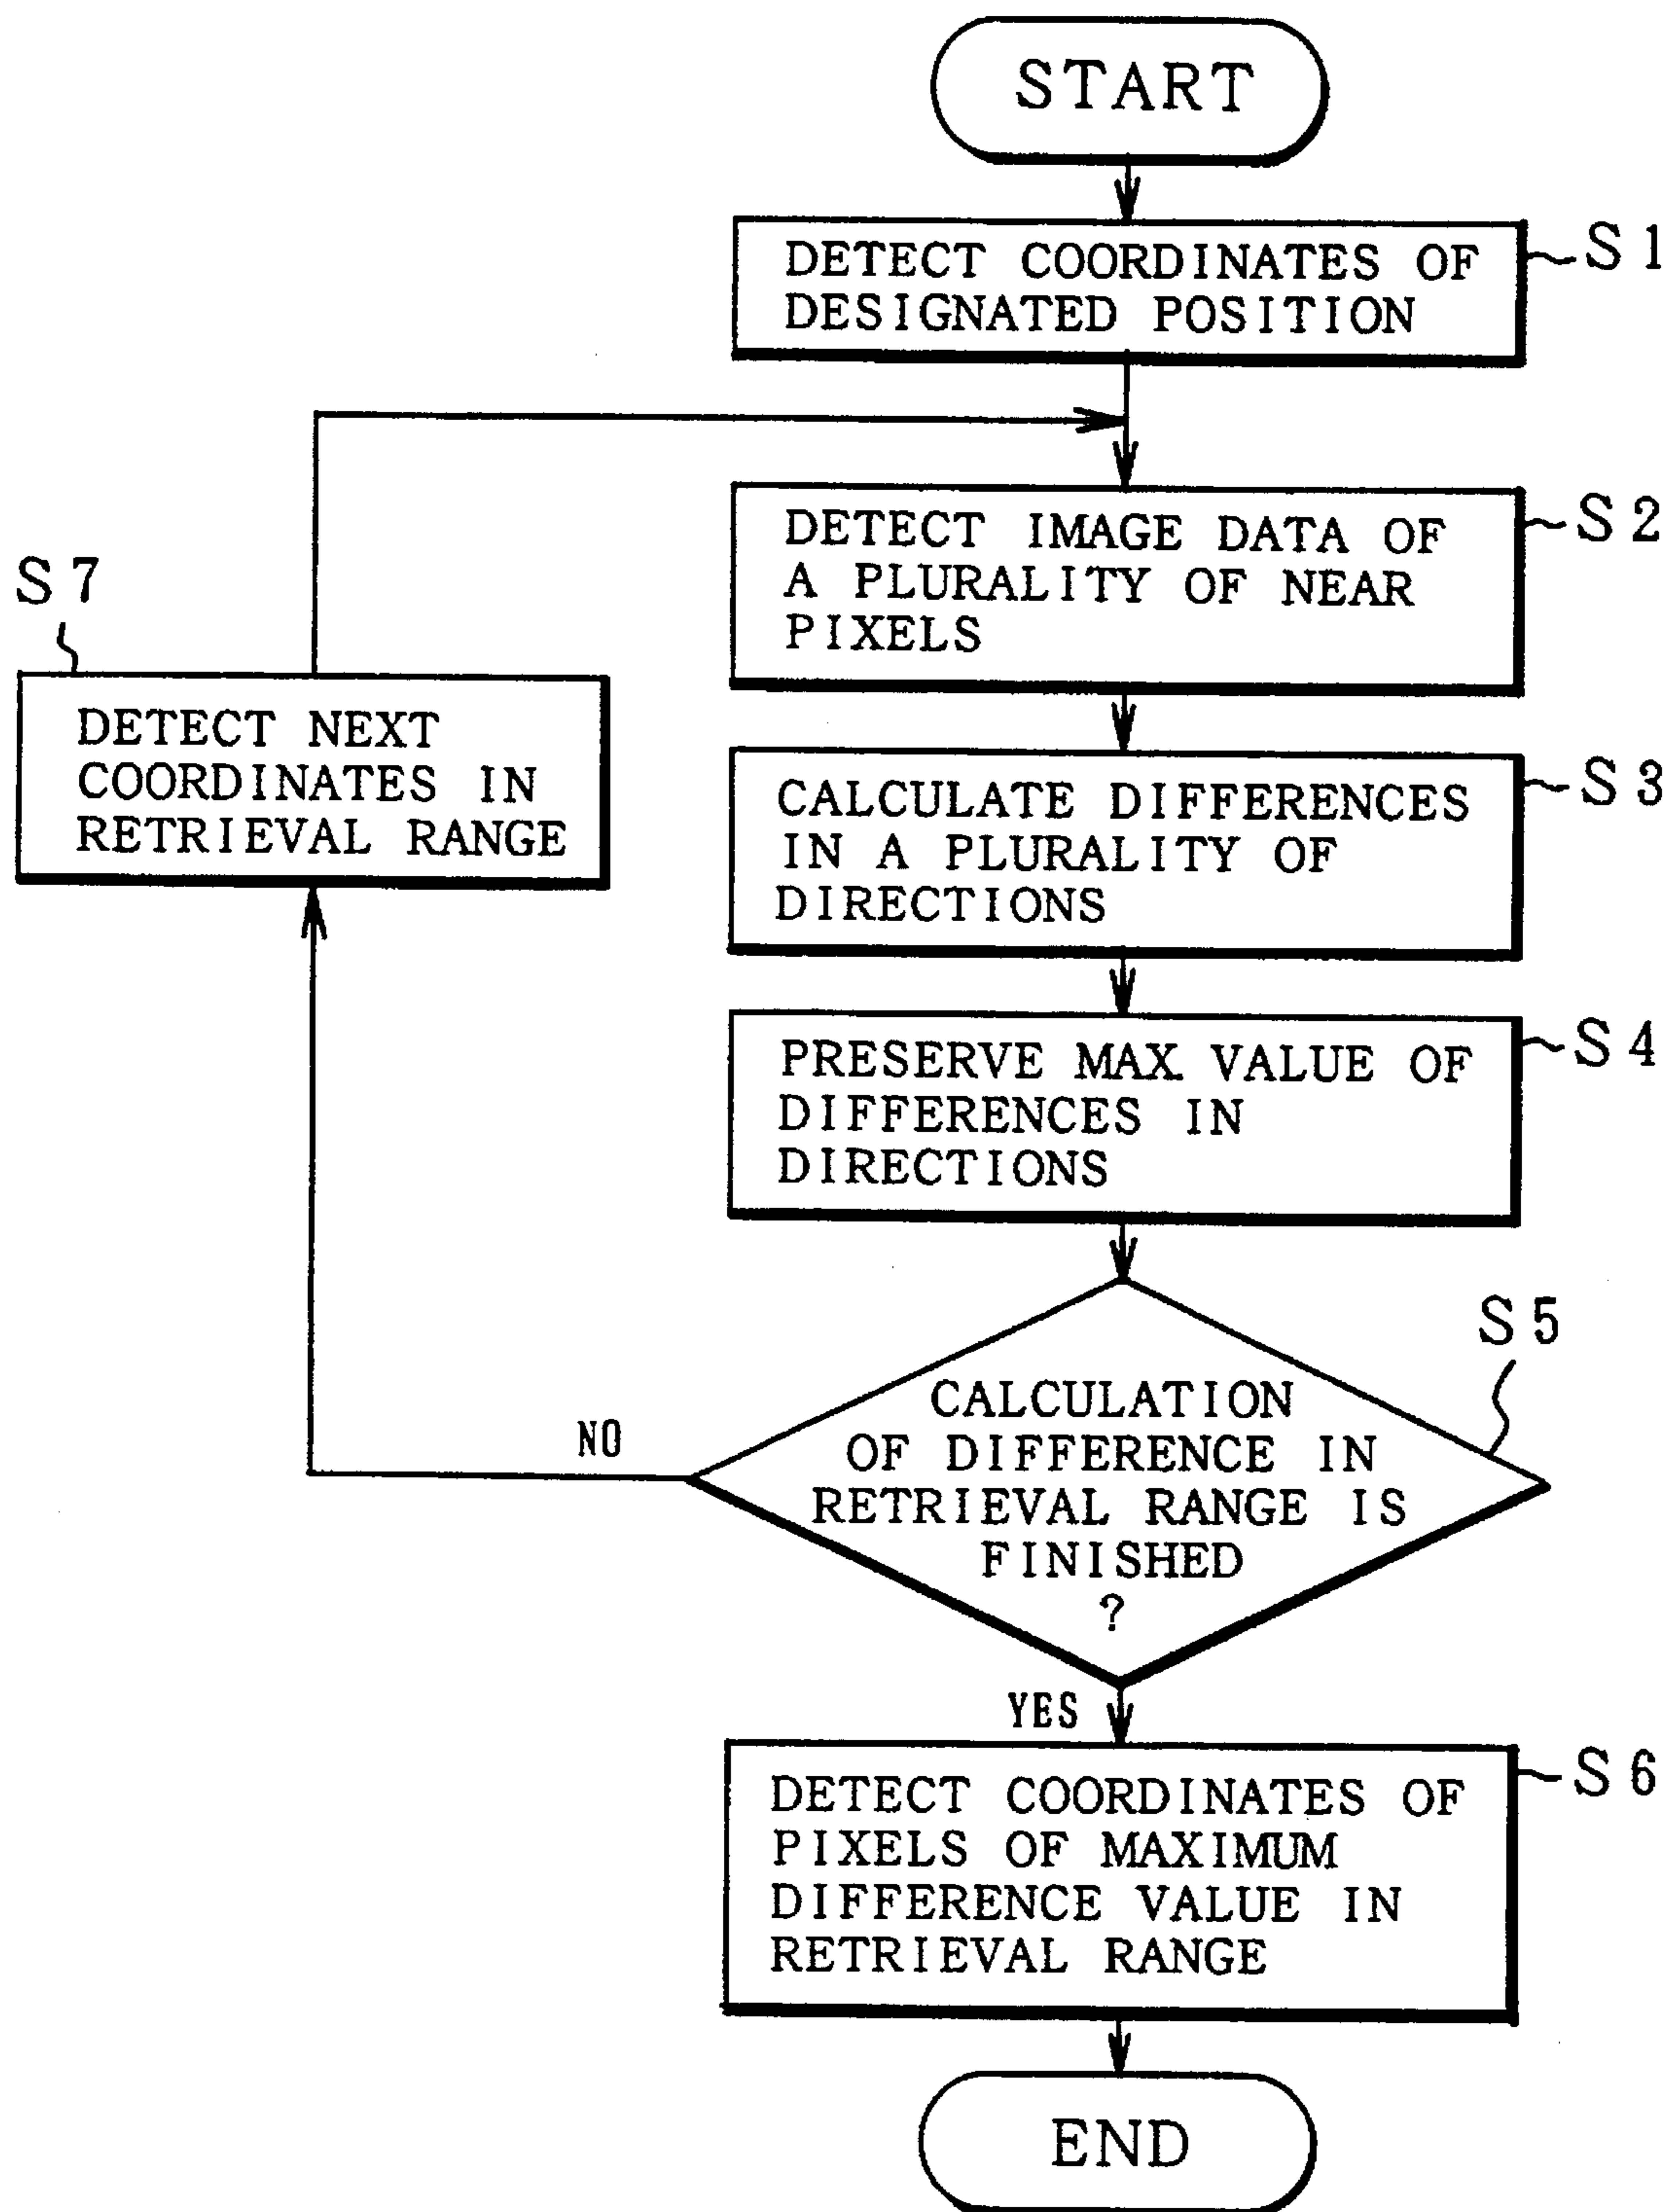 START
DETECT COORDINATES OF
DESIGNATED POSITION
S1
DETECT IMAGE DATA OF
A PLURALITY OF NEAR
PIXELS
S2
S7
DETECT NEXT
COORDINATES IN
RETRIEVAL RANGE
CALCULATE DIFFERENCES
IN A PLURALITY OF
DIRECTIONS
S3
PRESERVE MAX. VALUE OF
DIFFERENCES IN
DIRECTIONS
S4
S5
CALCULATION
OF DIFFERENCE IN
RETRIEVAL RANGE IS
FINISHED
?
NO
YES
DETECT COORDINATES OF
PIXELS OF MAXIMUM
DIFFERENCE VALUE IN
RETRIEVAL RANGE
S6
END